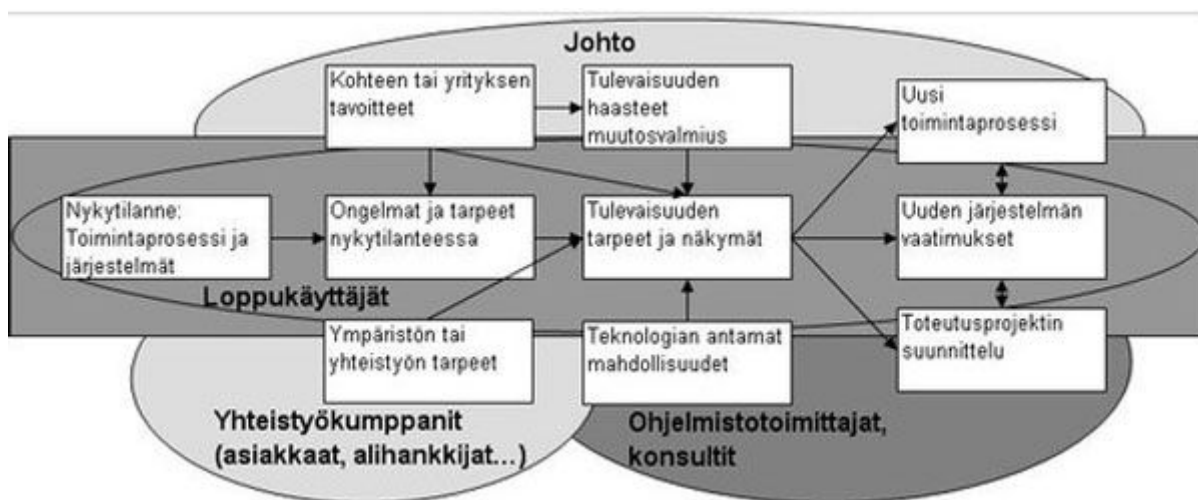 Johto
Kohteen tai yrityksen
tavoitteet
Tulevaisuuden
haasteet
muutosvalmius
Uusi
toimintaprosessi
Nykytilanne:
Toimintaprosessi ja
järjestelmät
Ongelmat ja tarpeet
nykytilanteessa
Tulevaisuuden
tarpeet ja näkymät
Uuden järjestelmän
vaatimukset
Loppukäyttäjät
Ympäristön tai
yhteistyön tarpeet
Teknologian antamat
mahdollisuudet
Toteutusprojektin
suunnittelu
Yhteistyökumppanit
(asiakkaat, alihankkijat...)
Ohjelmistotoimittajat,
konsultit